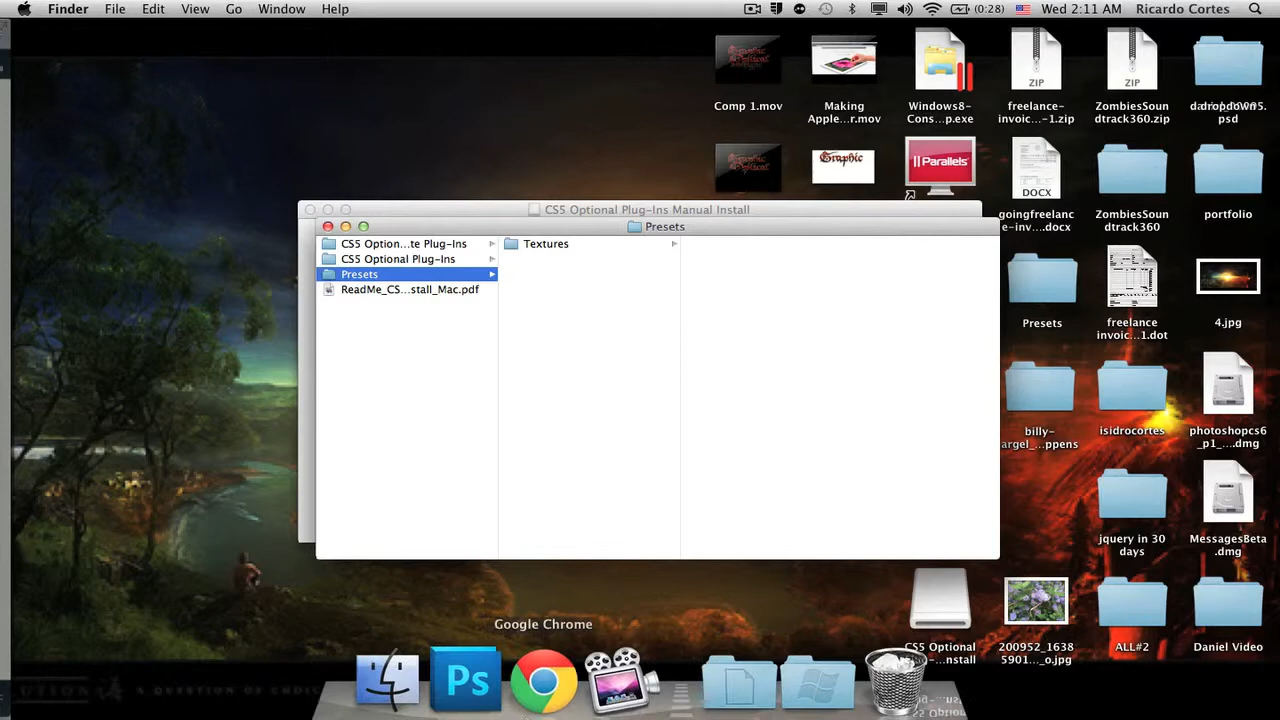 Finder File Edit View Go Window Help (0:28) Wed 2:11 AM Ricardo Cortes
Comp 1.mov
Making
Apple...r.mov
Windows8-
Cons...p.exe
ZIP
freelance-
invoic...-1.zip
ZIP
ZombiesSoun
dtrack360.zip
.psd
Graphic
Parallels
DOCX
goingfreelanc
e-inv....docx
ZombiesSoun
dtrack360
portfolio
CS5 Optional Plug-Ins Manual Install
Presets
CS5 Option...te Plug-Ins
CS5 Optional Plug-Ins
Presets
ReadMe_CS...stall_Mac.pdf
Textures
Presets
freelance
invoic...1.dot
4.jpg
billy-
argel_...ppens
isidrocortes
photoshopcs6
_p1_....dmg
jquery in 30
days
MessagesBeta
.dmg
CS5 Optional
...nstall
200952_1638
5901..._o.jpg
ALL#2
Daniel Video
Google Chrome
Ps
A QUESTION OF CHOIC